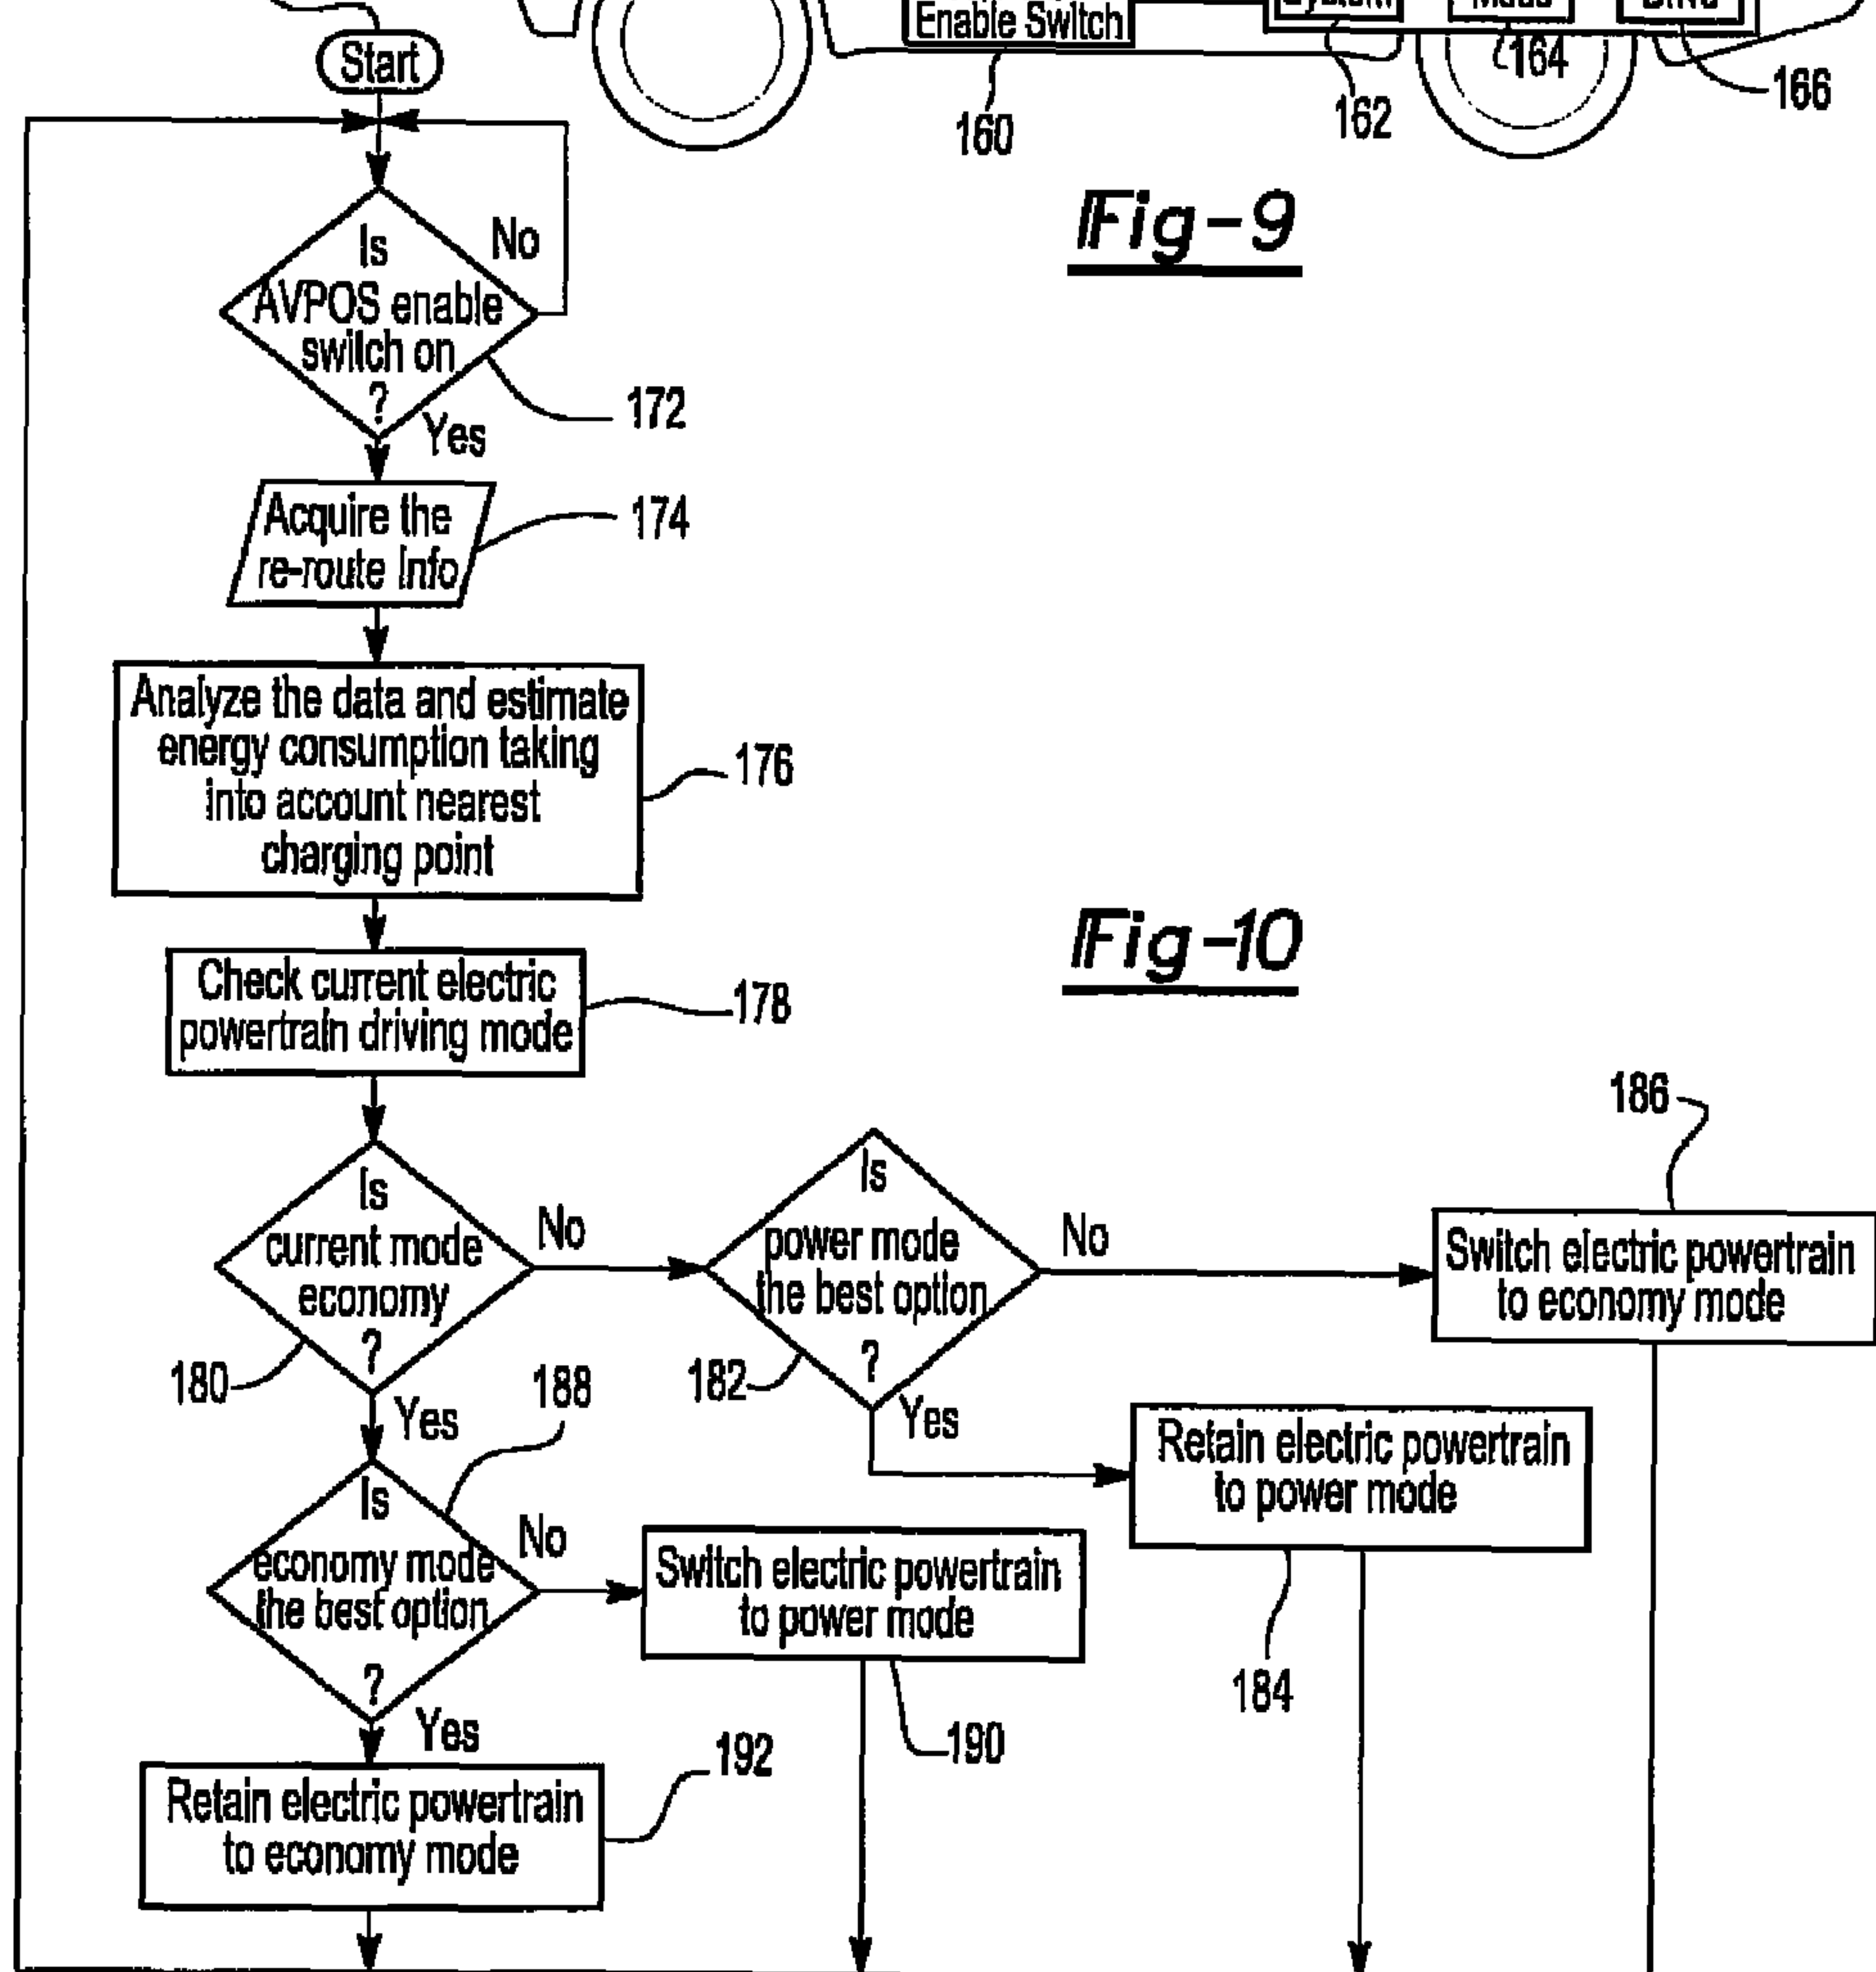 Enable Switch
160
162
164
166
Fig-9
Start
Is
AVPOS enable
switch on
?
No
Yes
172
Acquire the
re-route Info
174
Analyze the data and estimate
energy consumption taking
into account nearest
charging point
176
Fig-10
Check current electric
powertrain driving mode
178
Is
current mode
economy
?
No
Yes
180
Is
power mode
the best option
?
No
Yes
182
186
Switch electric powertrain
to economy mode
Retain electric powertrain
to power mode
184
188
Is
economy mode
the best option
?
No
Yes
Switch electric powertrain
to power mode
190
Retain electric powertrain
to economy mode
192